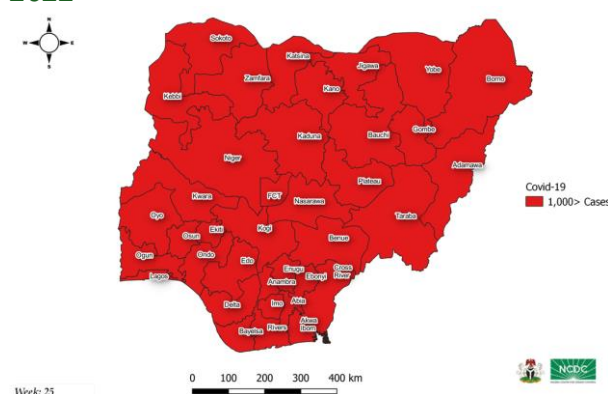 2022
N
W E
S
Sokoto
Katsina
Jigawa
Yobe
Borno
Zamfara
Kano
Kebbi
Gombe
Kaduna
Bauchi
Niger
Adamawa
Plateau
Kwara
FCT
Nasarawa
Taraba
Oyo
Osun
Ekiti
Kogi
Benue
Ogun
Ondo
Edo
Enugu
Ebonyi
Cross
River
Lagos
Anambra
Delta
Imo
Abia
Bayelsa
Rivers
Akwa
Ibom
Covid-19
1,000> Cases
NCDC
Week: 25
0 100 200 300 400 km